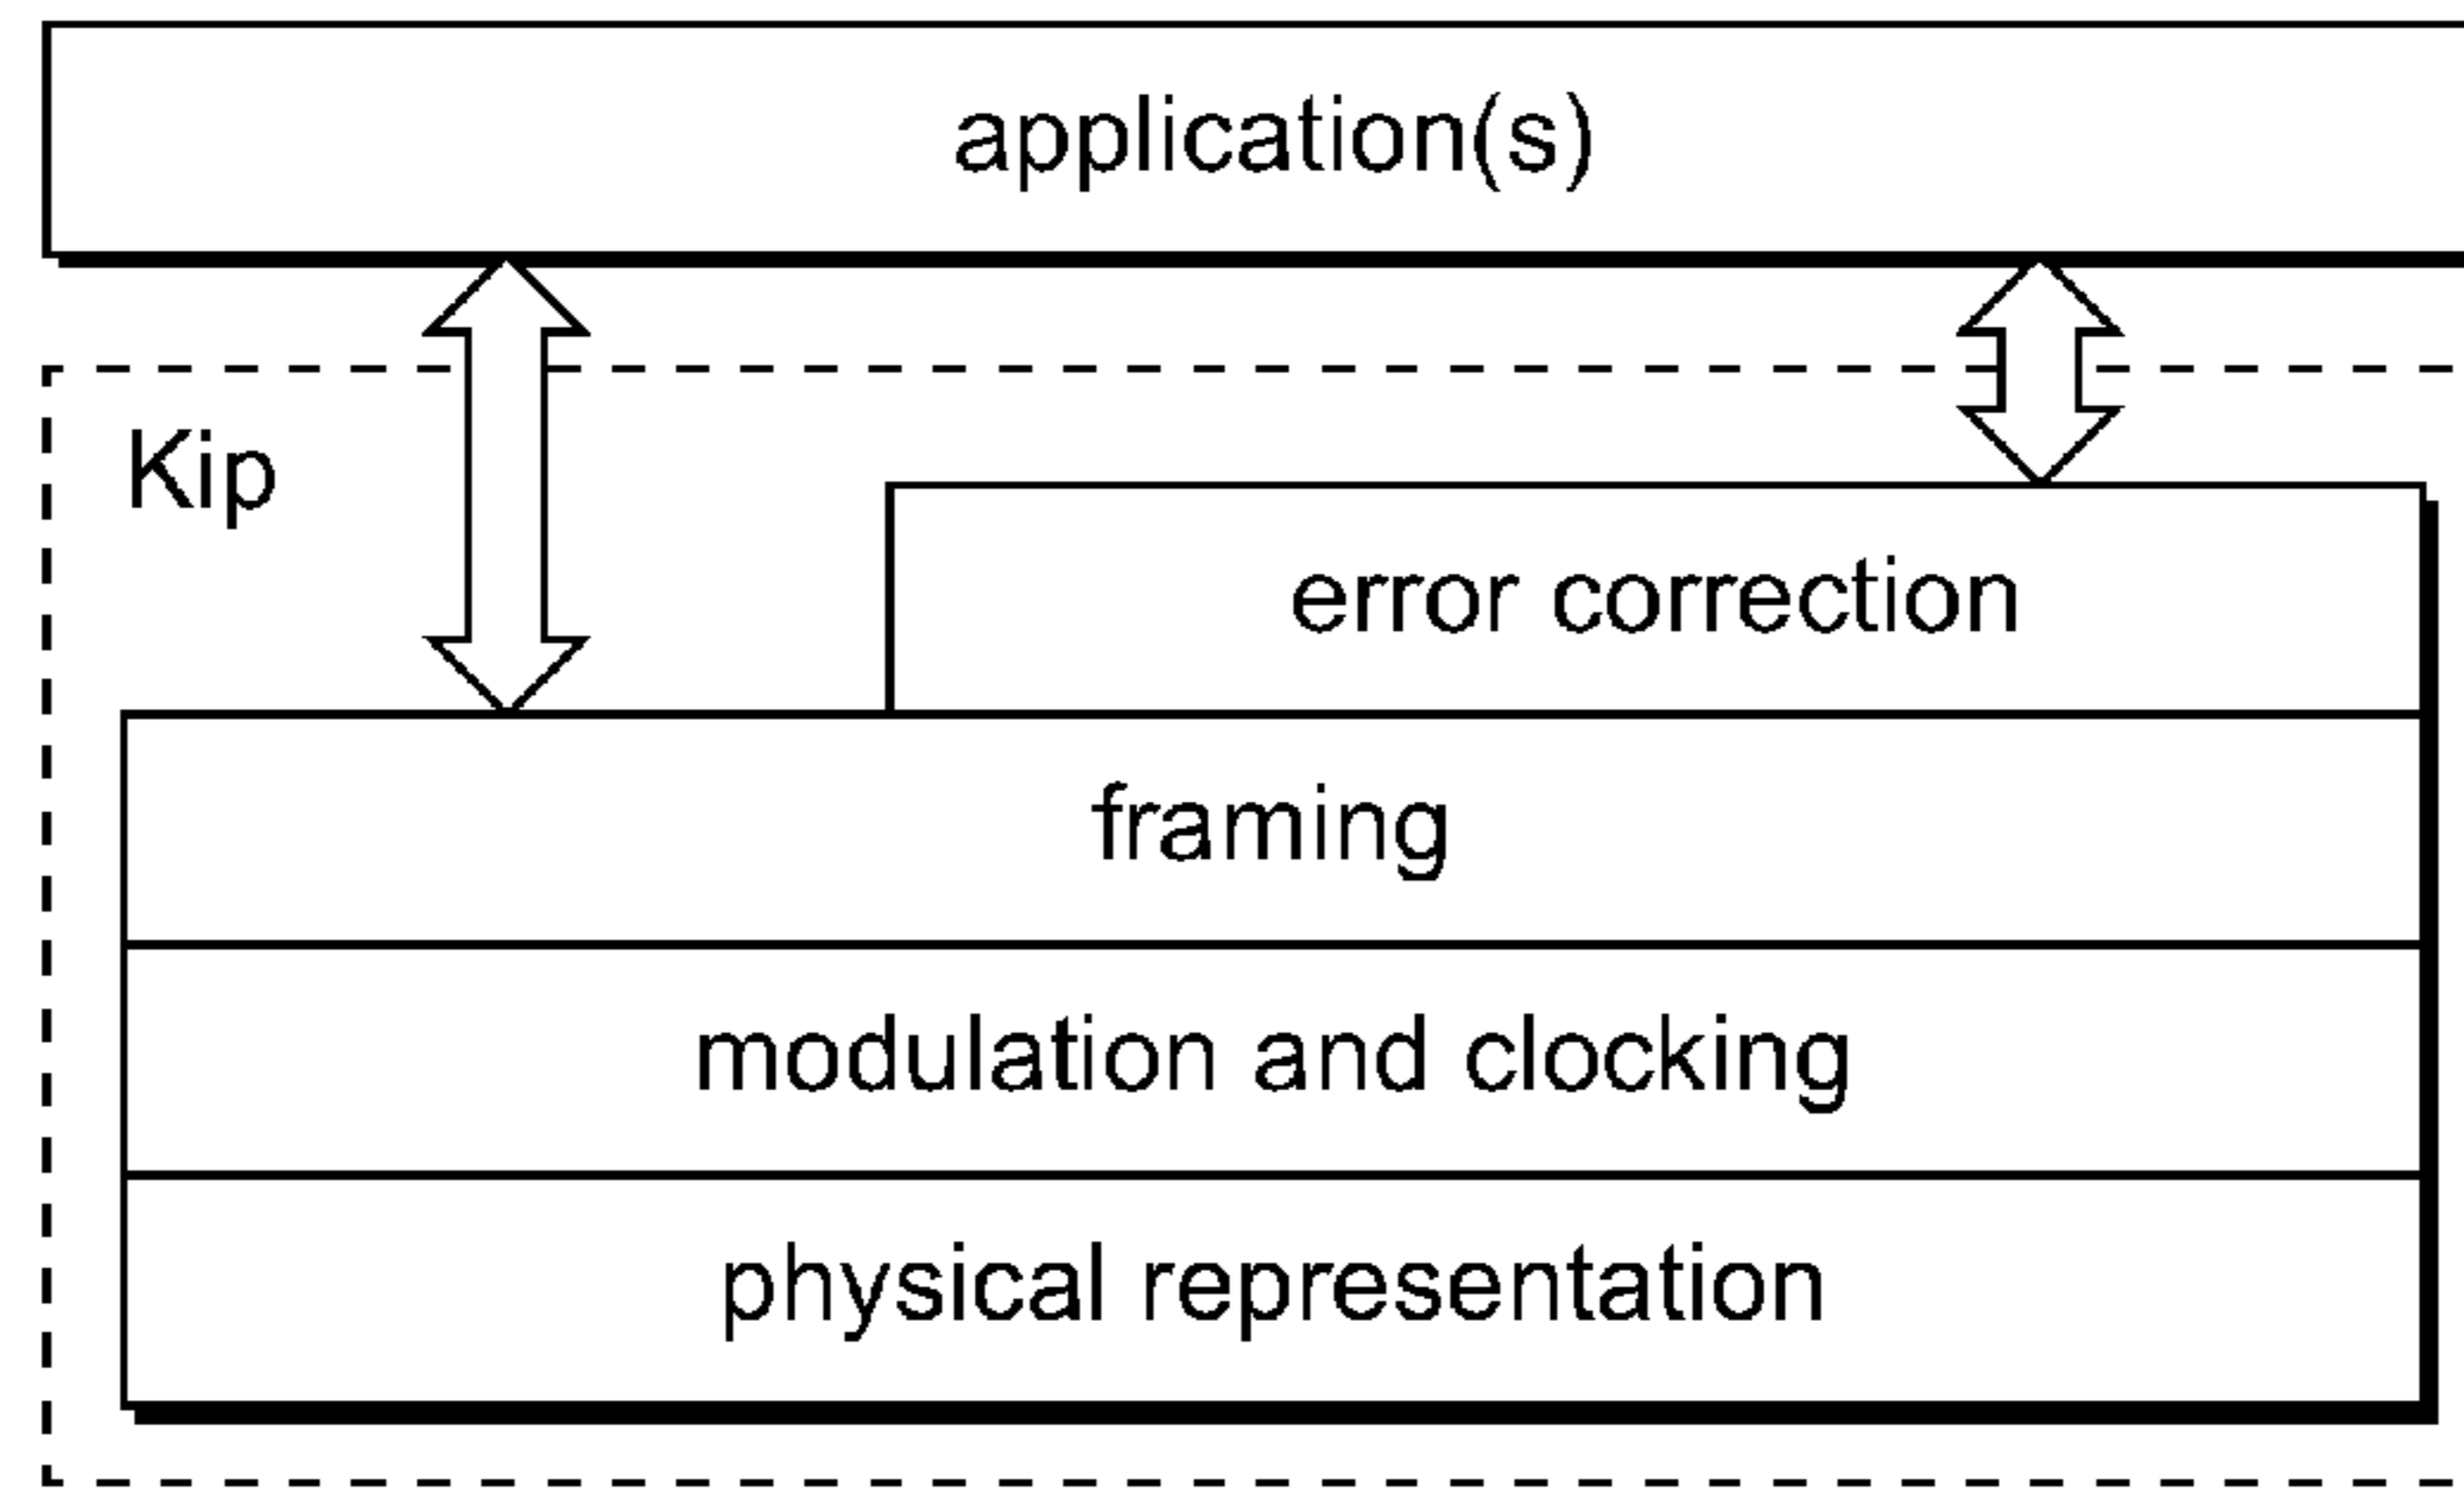 application(s)
Kip
error correction
framing
modulation and clocking
physical representation